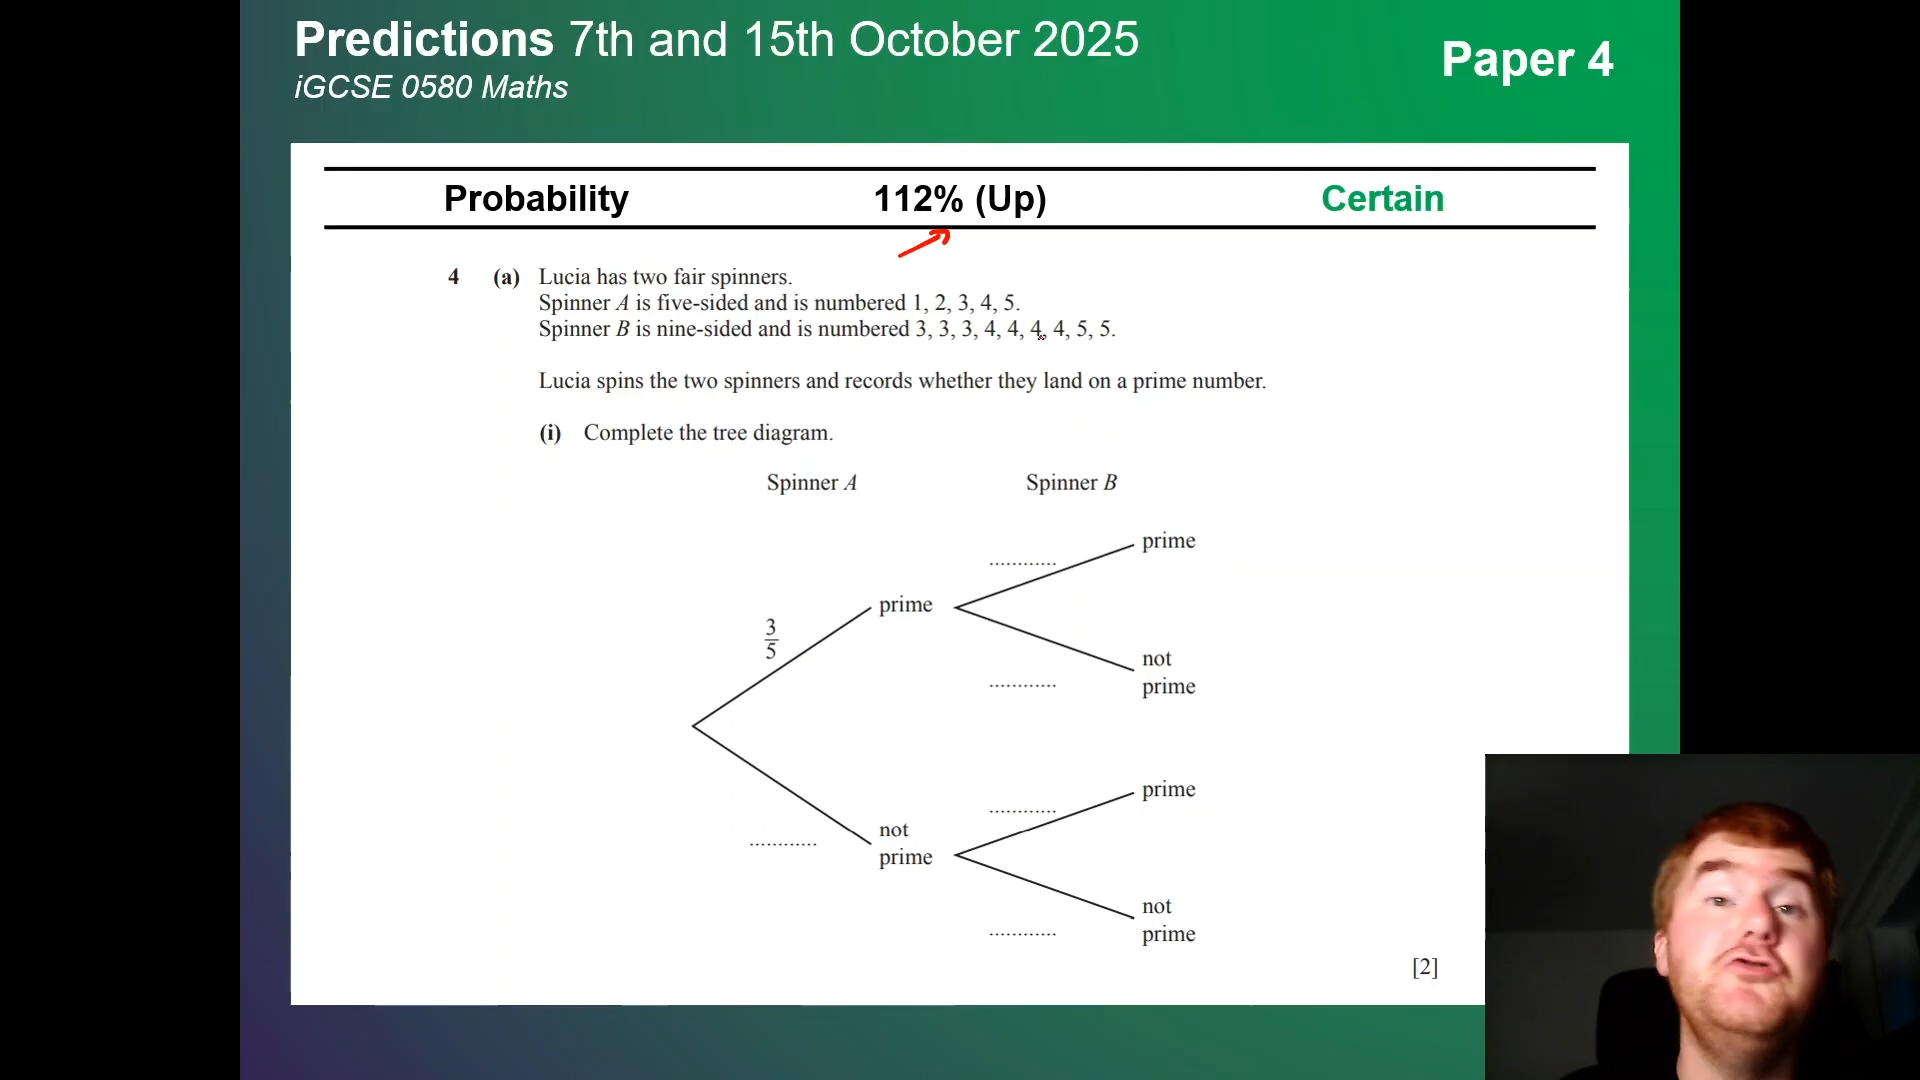 Predictions 7th and 15th October 2025
iGCSE 0580 Maths
Paper 4
Probability 112% (Up) Certain
4 (a) Lucia has two fair spinners.
Spinner A is five-sided and is numbered 1, 2, 3, 4, 5.
Spinner B is nine-sided and is numbered 3, 3, 3, 4, 4, 4, 4, 5, 5.
Lucia spins the two spinners and records whether they land on a prime number.
(i) Complete the tree diagram.
Spinner A Spinner B
............ prime
3/5 prime
............ not
prime
............ prime
............ not
prime
............ not
prime
[2]